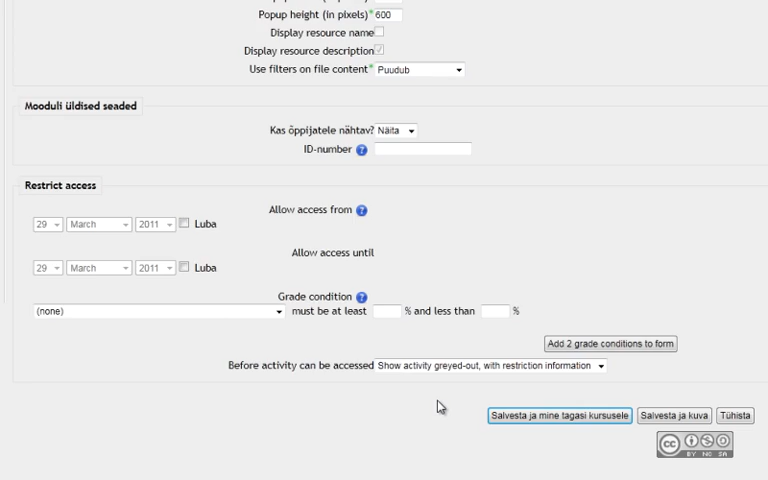 Popup height (in pixels)* 600
Display resource name
Display resource description
Use filters on file content* Puudub
Mooduli üldised seaded
Kas õppijatele nähtav? Näita
ID-number
Restrict access
Allow access from
29 March 2011 Luba
Allow access until
29 March 2011 Luba
Grade condition
(none) must be at least % and less than %
Add 2 grade conditions to form
Before activity can be accessed Show activity greyed-out, with restriction information
Salvesta ja mine tagasi kursusele Salvesta ja kuva Tühista
cc BY NC SA